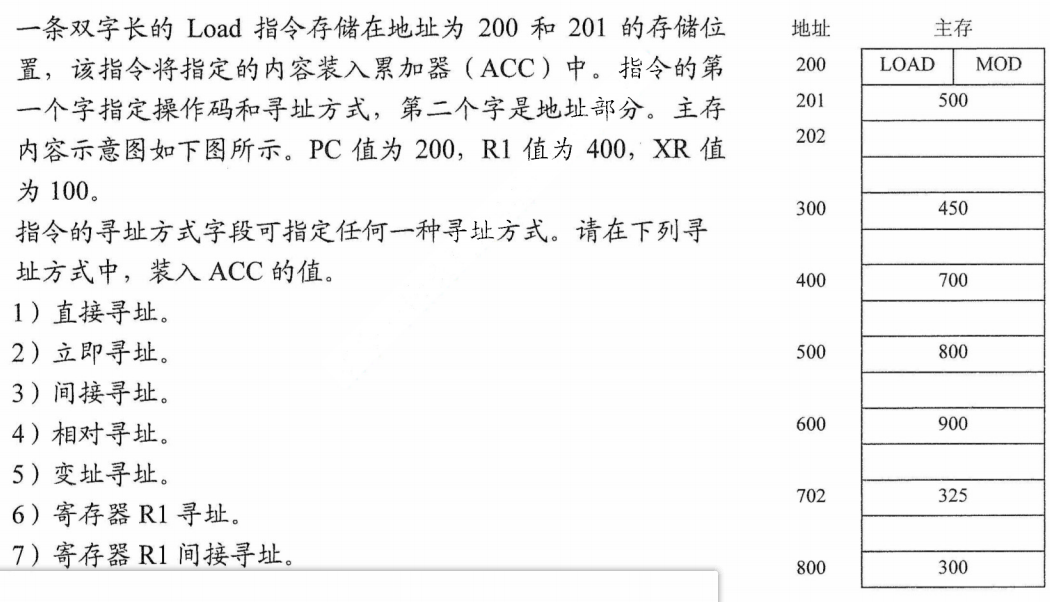 一条双字长的 Load 指令存储在地址为 200 和 201 的存储位
置，该指令将指定的内容装入累加器（ACC）中。指令的第
一个字指定操作码和寻址方式，第二个字是地址部分。主存
内容示意图如下图所示。PC 值为 200，R1 值为 400，XR 值
为 100。
指令的寻址方式字段可指定任何一种寻址方式。请在下列寻
址方式中，装入 ACC 的值。
1）直接寻址。
2）立即寻址。
3）间接寻址。
4）相对寻址。
5）变址寻址。
6）寄存器 R1 寻址。
7）寄存器 R1 间接寻址。
地址 主存
200 LOAD MOD
201 500
202
300 450
400 700
500 800
600 900
702 325
800 300